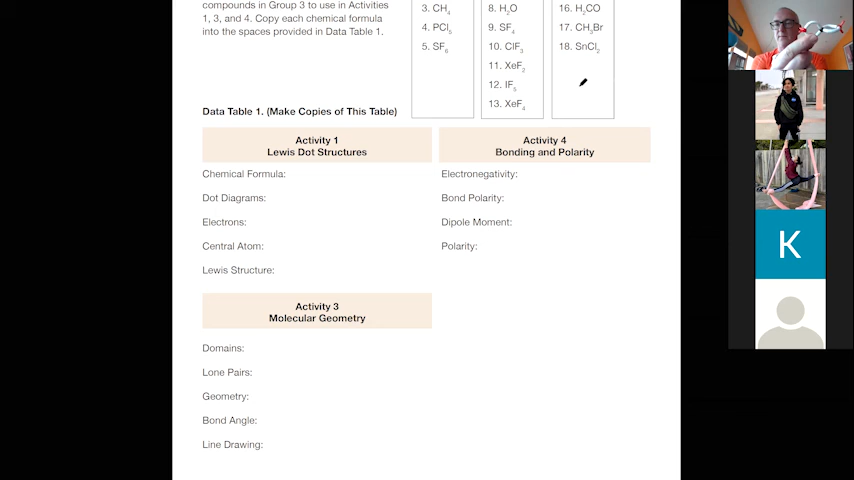 compounds in Group 3 to use in Activities
1, 3, and 4. Copy each chemical formula
into the spaces provided in Data Table 1.
3. CH4
4. PCl5
5. SF6
8. H2O
9. SF4
10. ClF3
11. XeF2
12. IF5
13. XeF4
16. H2CO
17. CH3Br
18. SnCl2
Data Table 1. (Make Copies of This Table)
Activity 1
Lewis Dot Structures
Chemical Formula:
Dot Diagrams:
Electrons:
Central Atom:
Lewis Structure:
Activity 4
Bonding and Polarity
Electronegativity:
Bond Polarity:
Dipole Moment:
Polarity:
Activity 3
Molecular Geometry
Domains:
Lone Pairs:
Geometry:
Bond Angle:
Line Drawing:
K